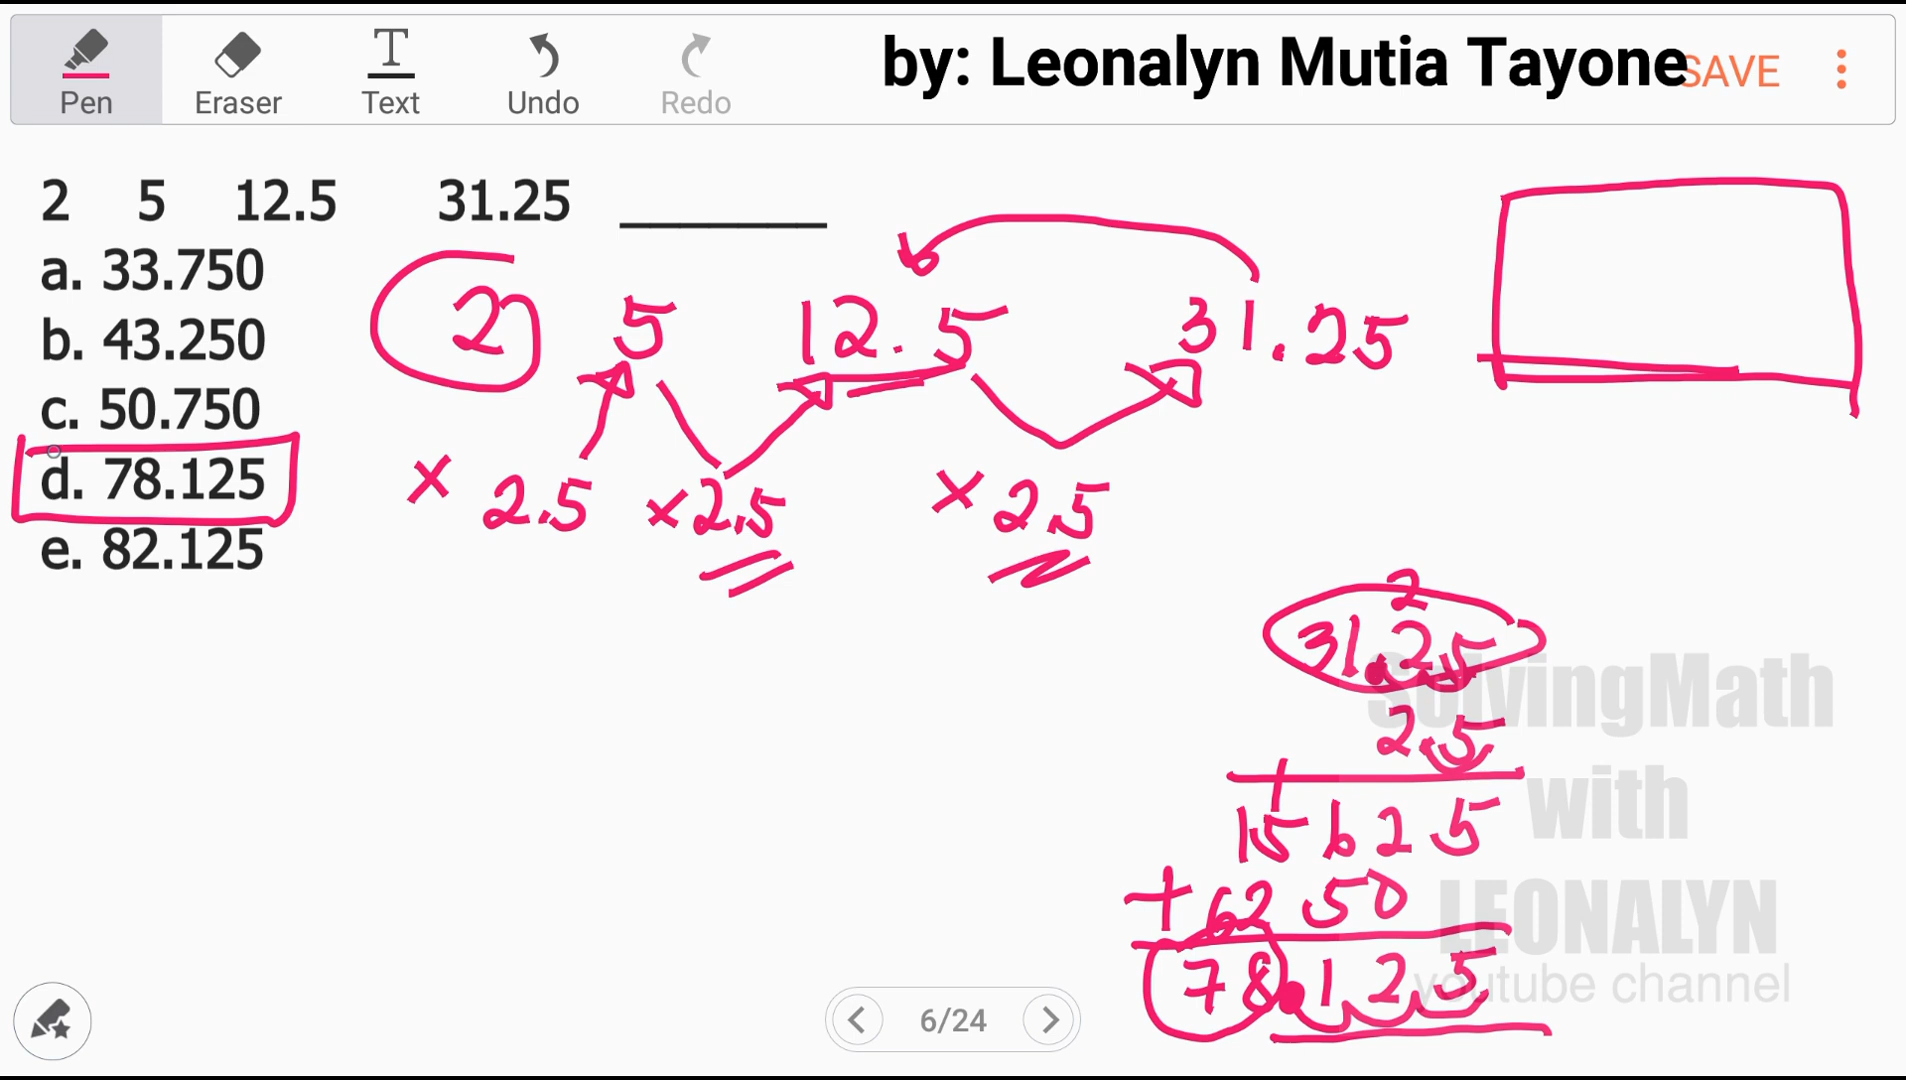 by: Leonalyn Mutia Tayone
SAVE
Pen Eraser Text Undo Redo
2 5 12.5 31.25 ________
a. 33.750
b. 43.250
c. 50.750
d. 78.125
e. 82.125
2 5 12.5 31.25
× 2.5 ×2.5 ×2.5
2
31.25
2.5
1
15625
+ 6250
78.125
SolvingMath
with
LEONALYN
youtube channel
6/24